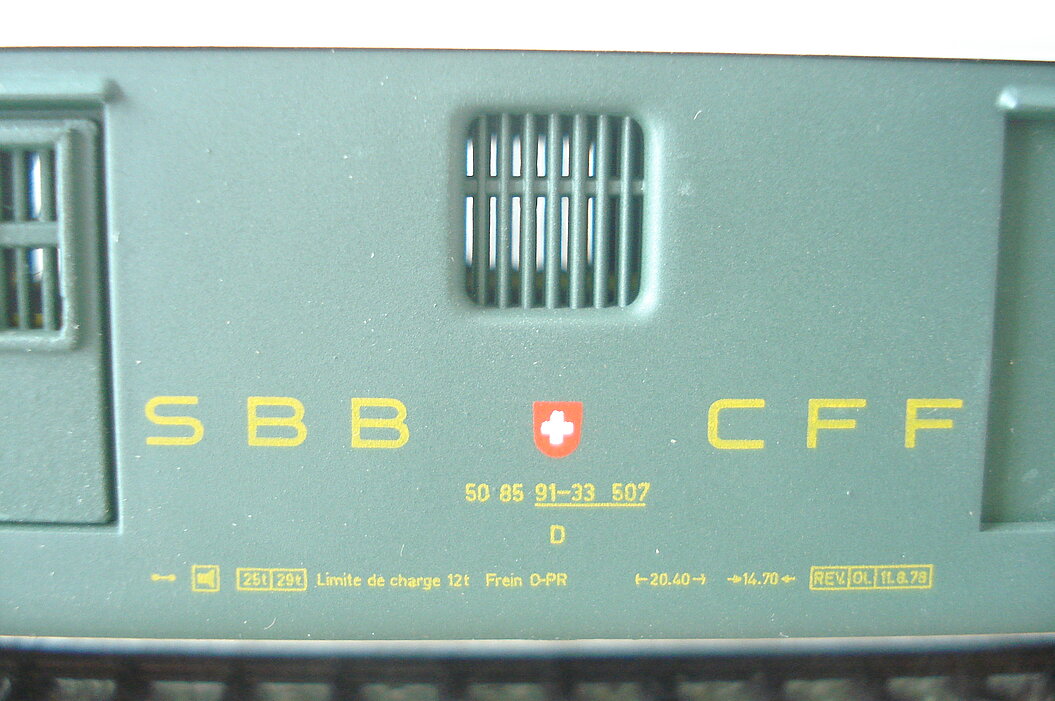 SBB CFF
50 85 91-33 507
D
25t 29t Limite de charge 12t Frein O-PR 20.40 14.70 REV. OL 11.8.78